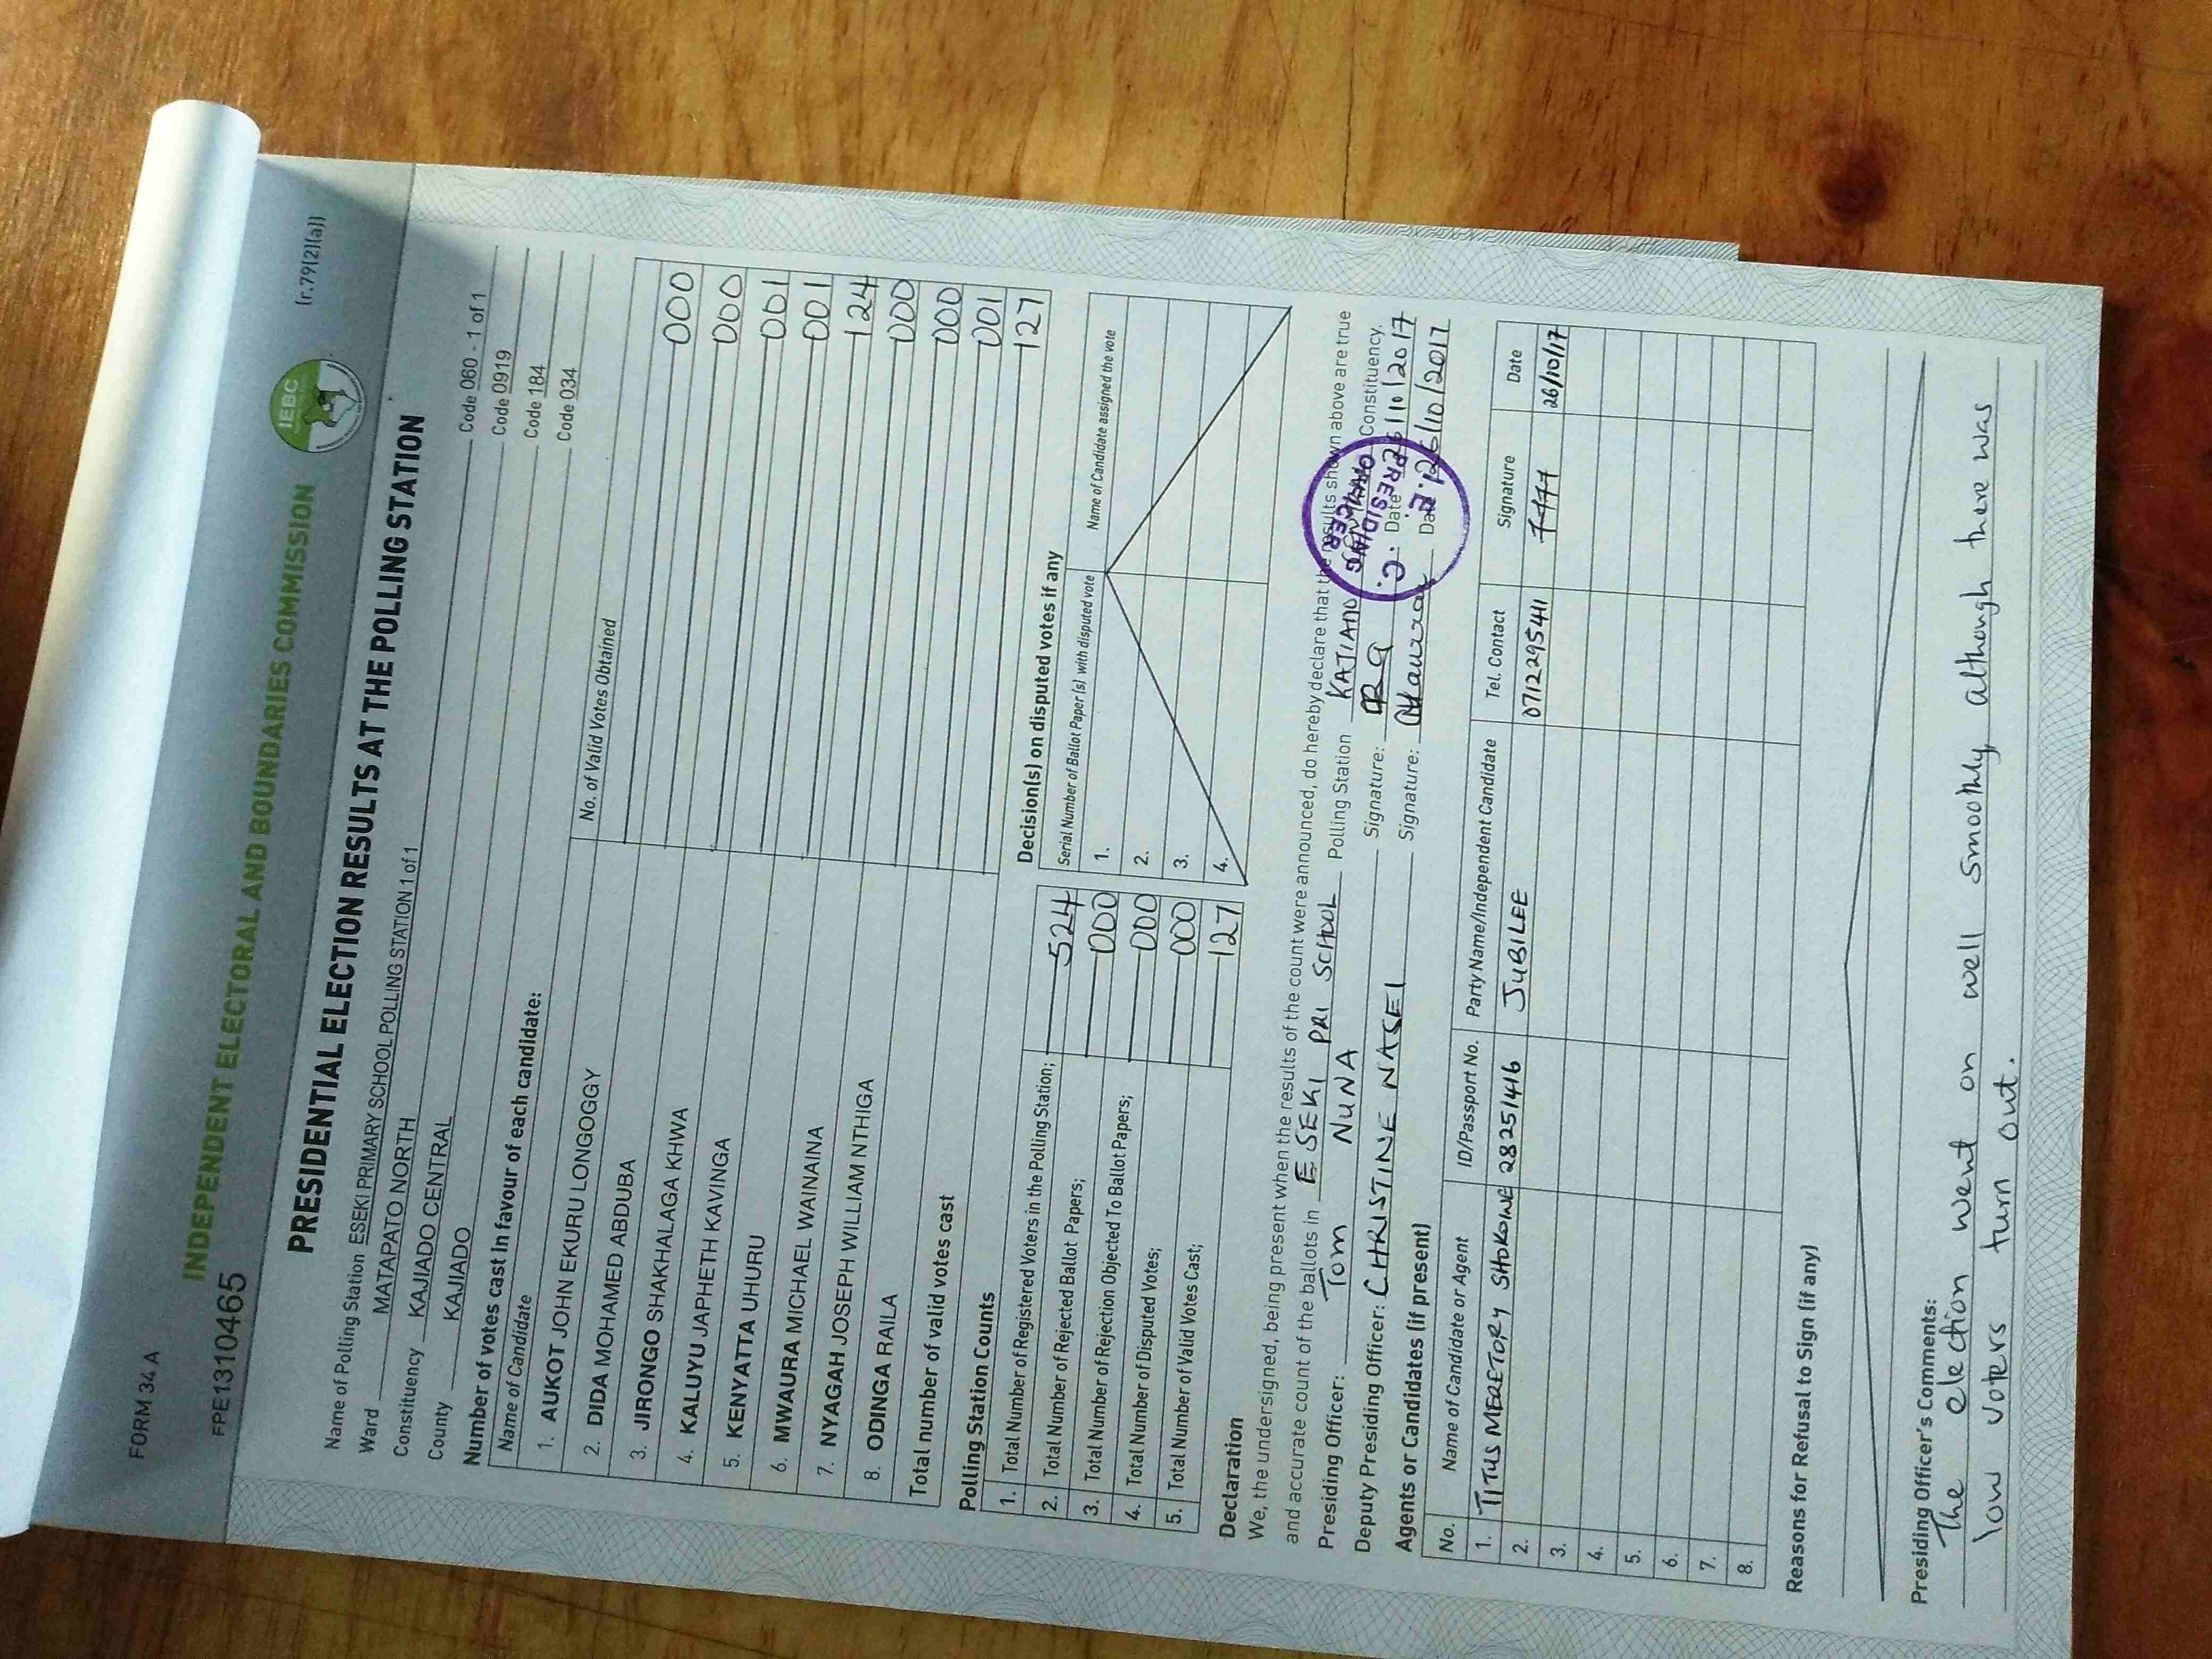 FORM 34 A
FPE1310465
INDEPENDENT ELECTORAL AND BOUNDARIES COMMISSION
IEBC
(r.79(2)(a))
PRESIDENTIAL ELECTION RESULTS AT THE POLLING STATION
Name of Polling Station ESEKI PRIMARY SCHOOL POLLING STATION 1 of 1 Code 060 - 1 of 1
Ward MATAPATO NORTH Code 0919
Constituency KAJIADO CENTRAL Code 184
County KAJIADO Code 034
Number of votes cast in favour of each candidate:
Name of Candidate No. of Valid Votes Obtained
1. AUKOT JOHN EKURU LONGOGGY 000
2. DIDA MOHAMED ABDUBA 000
3. JIRONGO SHAKHALAGA KHWA 001
4. KALUYU JAPHETH KAVINGA 001
5. KENYATTA UHURU 124
6. MWAURA MICHAEL WAINAINA 000
7. NYAGAH JOSEPH WILLIAM NTHIGA 000
8. ODINGA RAILA 001
Total number of valid votes cast 127
Polling Station Counts
1. Total Number of Registered Voters in the Polling Station; 524
2. Total Number of Rejected Ballot Papers; 000
3. Total Number of Rejection Objected To Ballot Papers; 000
4. Total Number of Disputed Votes; 000
5. Total Number of Valid Votes Cast; 127
Decision(s) on disputed votes if any
Serial Number of Ballot Paper(s) with disputed vote Name of Candidate assigned the vote
1.
2.
3.
4.
Declaration
We, the undersigned, being present when the results of the count were announced, do hereby declare that the results shown above are true
and accurate count of the ballots in ESEKI PRI SCHOOL Polling Station KAJIADO Constituency.
Presiding Officer: TOM NUNA Signature: Date 26/10/2017
Deputy Presiding Officer: CHRISTINE NASEI Signature: Date 26/10/2017
I.E. C.
PRESIDING
OFFICER
Agents or Candidates (if present)
No. Name of Candidate or Agent ID/Passport No. Party Name/Independent Candidate Tel. Contact Signature Date
1. TITUS MERETORY SHOKOINE 28251446 JUBILEE 0712295441 26/10/17
2.
3.
4.
5.
6.
7.
8.
Reasons for Refusal to Sign (if any)
Presiding Officer's Comments:
The election went on well smoothly, although there was
low voters turn out.